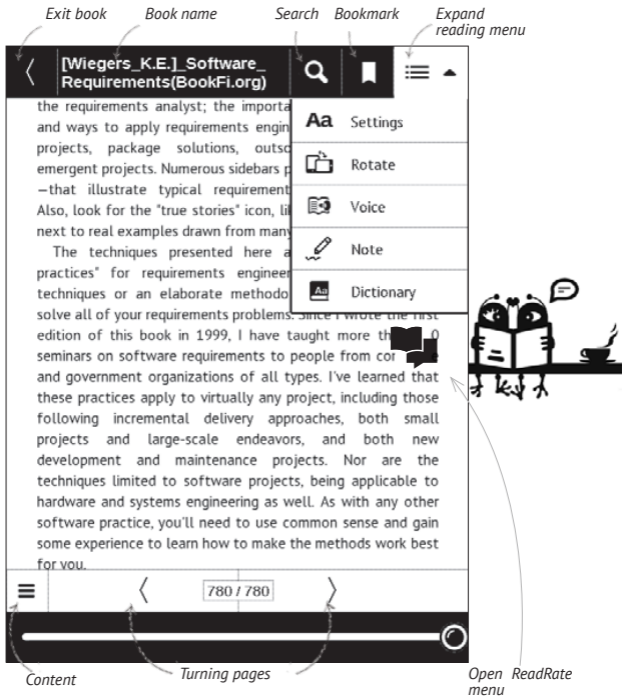 Exit book
Book name
Search
Bookmark
Expand
reading menu
[Wiegers_K.E.]_Software_
Requirements(BookFi.org)
the requirements analyst; the importa
and ways to apply requirements engin
projects, package solutions, outso
emergent projects. Numerous sidebars p
—that illustrate typical requirement
Also, look for the "true stories" icon, li
next to real examples drawn from many
The techniques presented here a
practices" for requirements engineer
techniques or an elaborate methodo
solve all of your requirements problems. Since I wrote the first
edition of this book in 1999, I have taught more th 0
seminars on software requirements to people from cor e
and government organizations of all types. I've learned that
these practices apply to virtually any project, including those
following incremental delivery approaches, both small
projects and large-scale endeavors, and both new
development and maintenance projects. Nor are the
techniques limited to software projects, being applicable to
hardware and systems engineering as well. As with any other
software practice, you'll need to use common sense and gain
some experience to learn how to make the methods work best
for you.
Aa Settings
Rotate
Voice
Note
Aa Dictionary
780 / 780
Content
Turning pages
Open ReadRate
menu